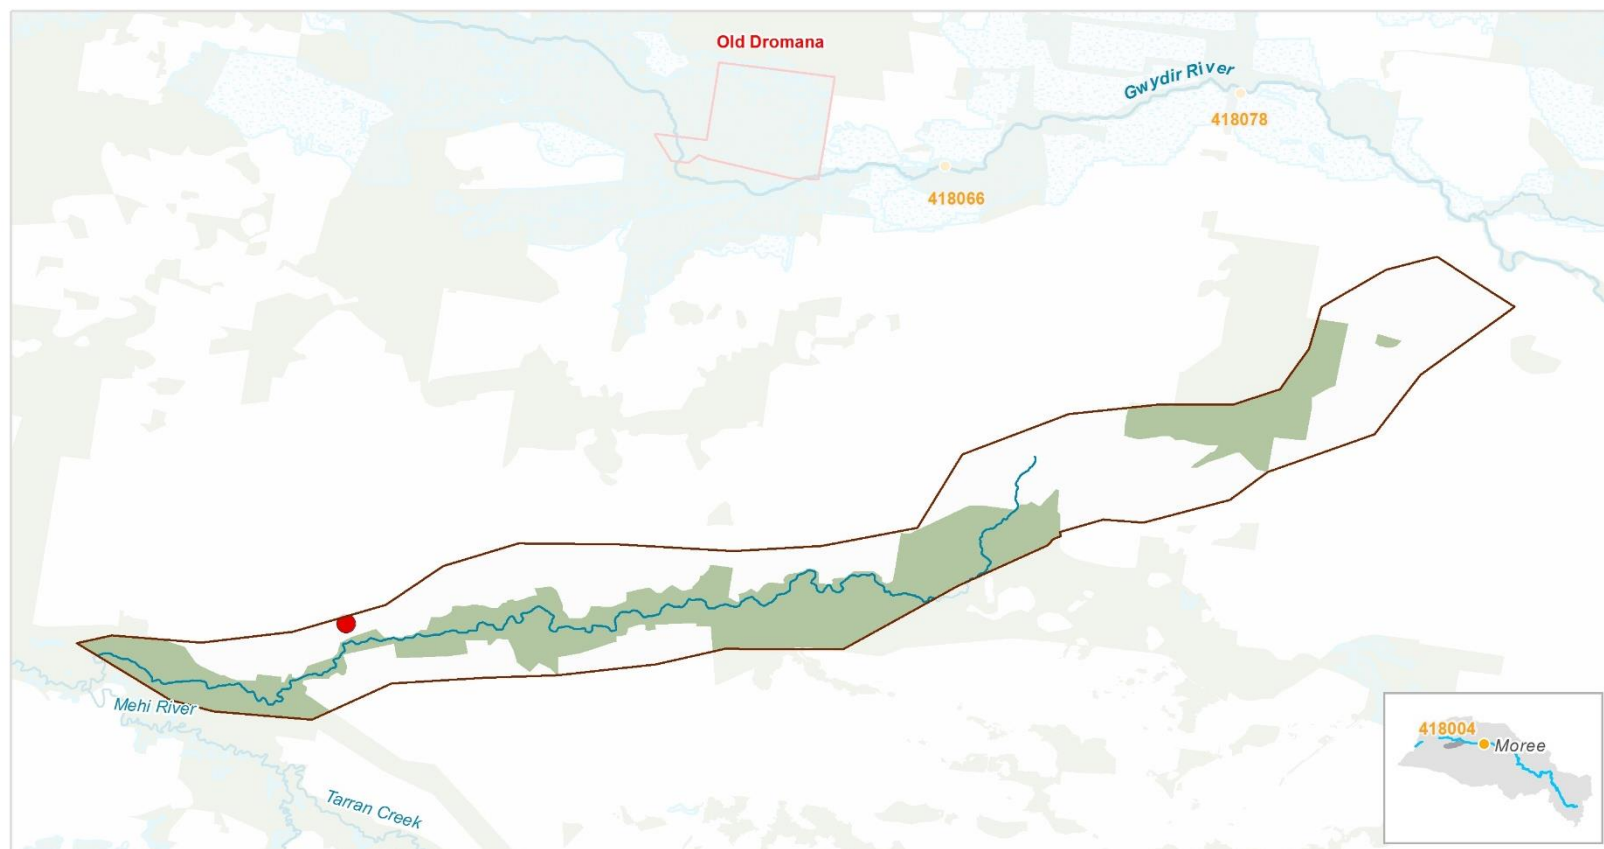 Old Dromana
Gwydir River
418078
418066
Mehi River
Tarran Creek
418004
Moree